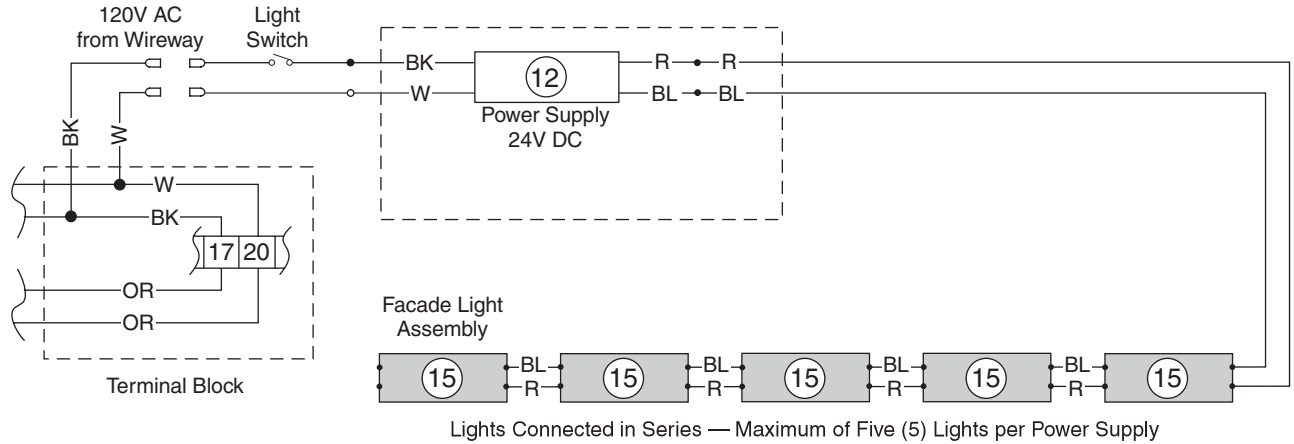 120V AC
from Wireway
Light
Switch
BK
W
12
Power Supply
24V DC
R
R
BL
BL
BK
W
W
BK
17
20
OR
OR
Terminal Block
Facade Light
Assembly
15
BL
R
15
BL
R
15
BL
R
15
BL
R
15
Lights Connected in Series — Maximum of Five (5) Lights per Power Supply